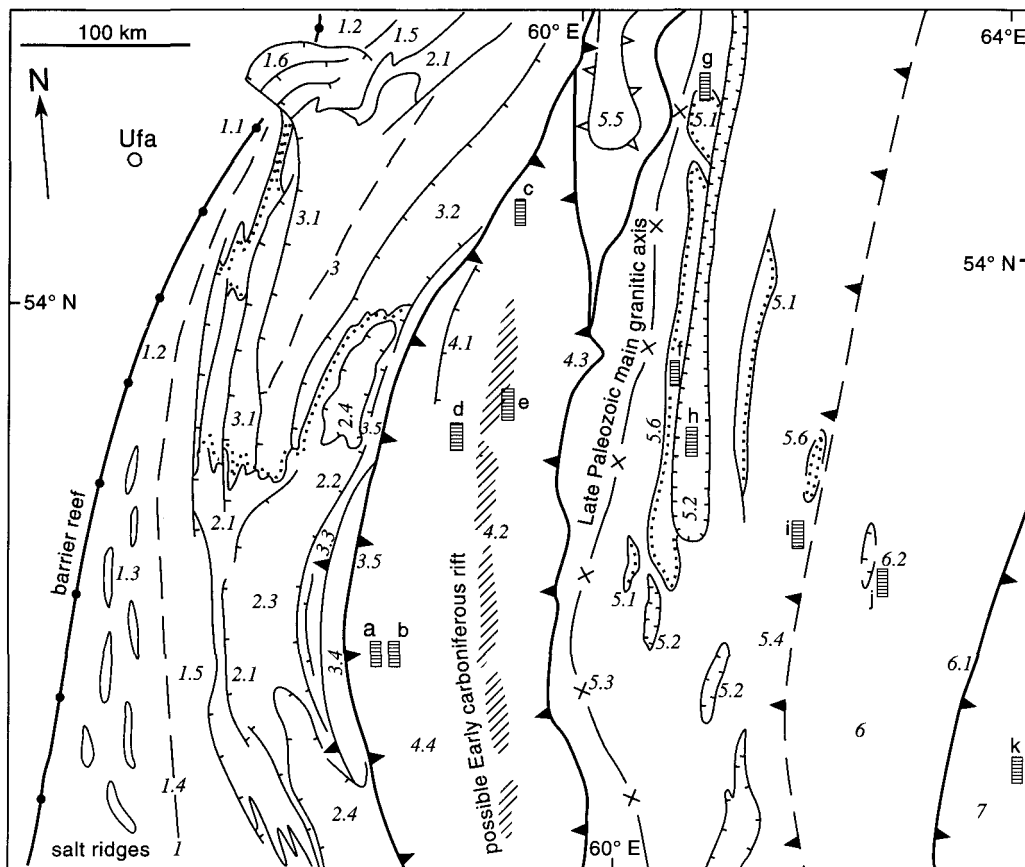 100 km
1.2
1.5
60° E
64°E
1.6
2.1
g
N
5.5
5.1
1.1
Ufa
c
3.1
3.2
3
54° N
54° N
1.2
4.1
4.3
5.1
Late Paleozoic main granitic axis
f
3.1
2.4
3.5
d
e
5.6
h
5.6
2.2
5.2
2.1
barrier reef
3.3
3.5
4.2
i
1.3
6.2
j
2.3
5.1
5.2
5.4
a
b
3.4
6.1
1.5
2.1
5.3
5.2
possible Early carboniferous rift
4.4
6
k
1.4
2.4
7
salt ridges
1
60° E